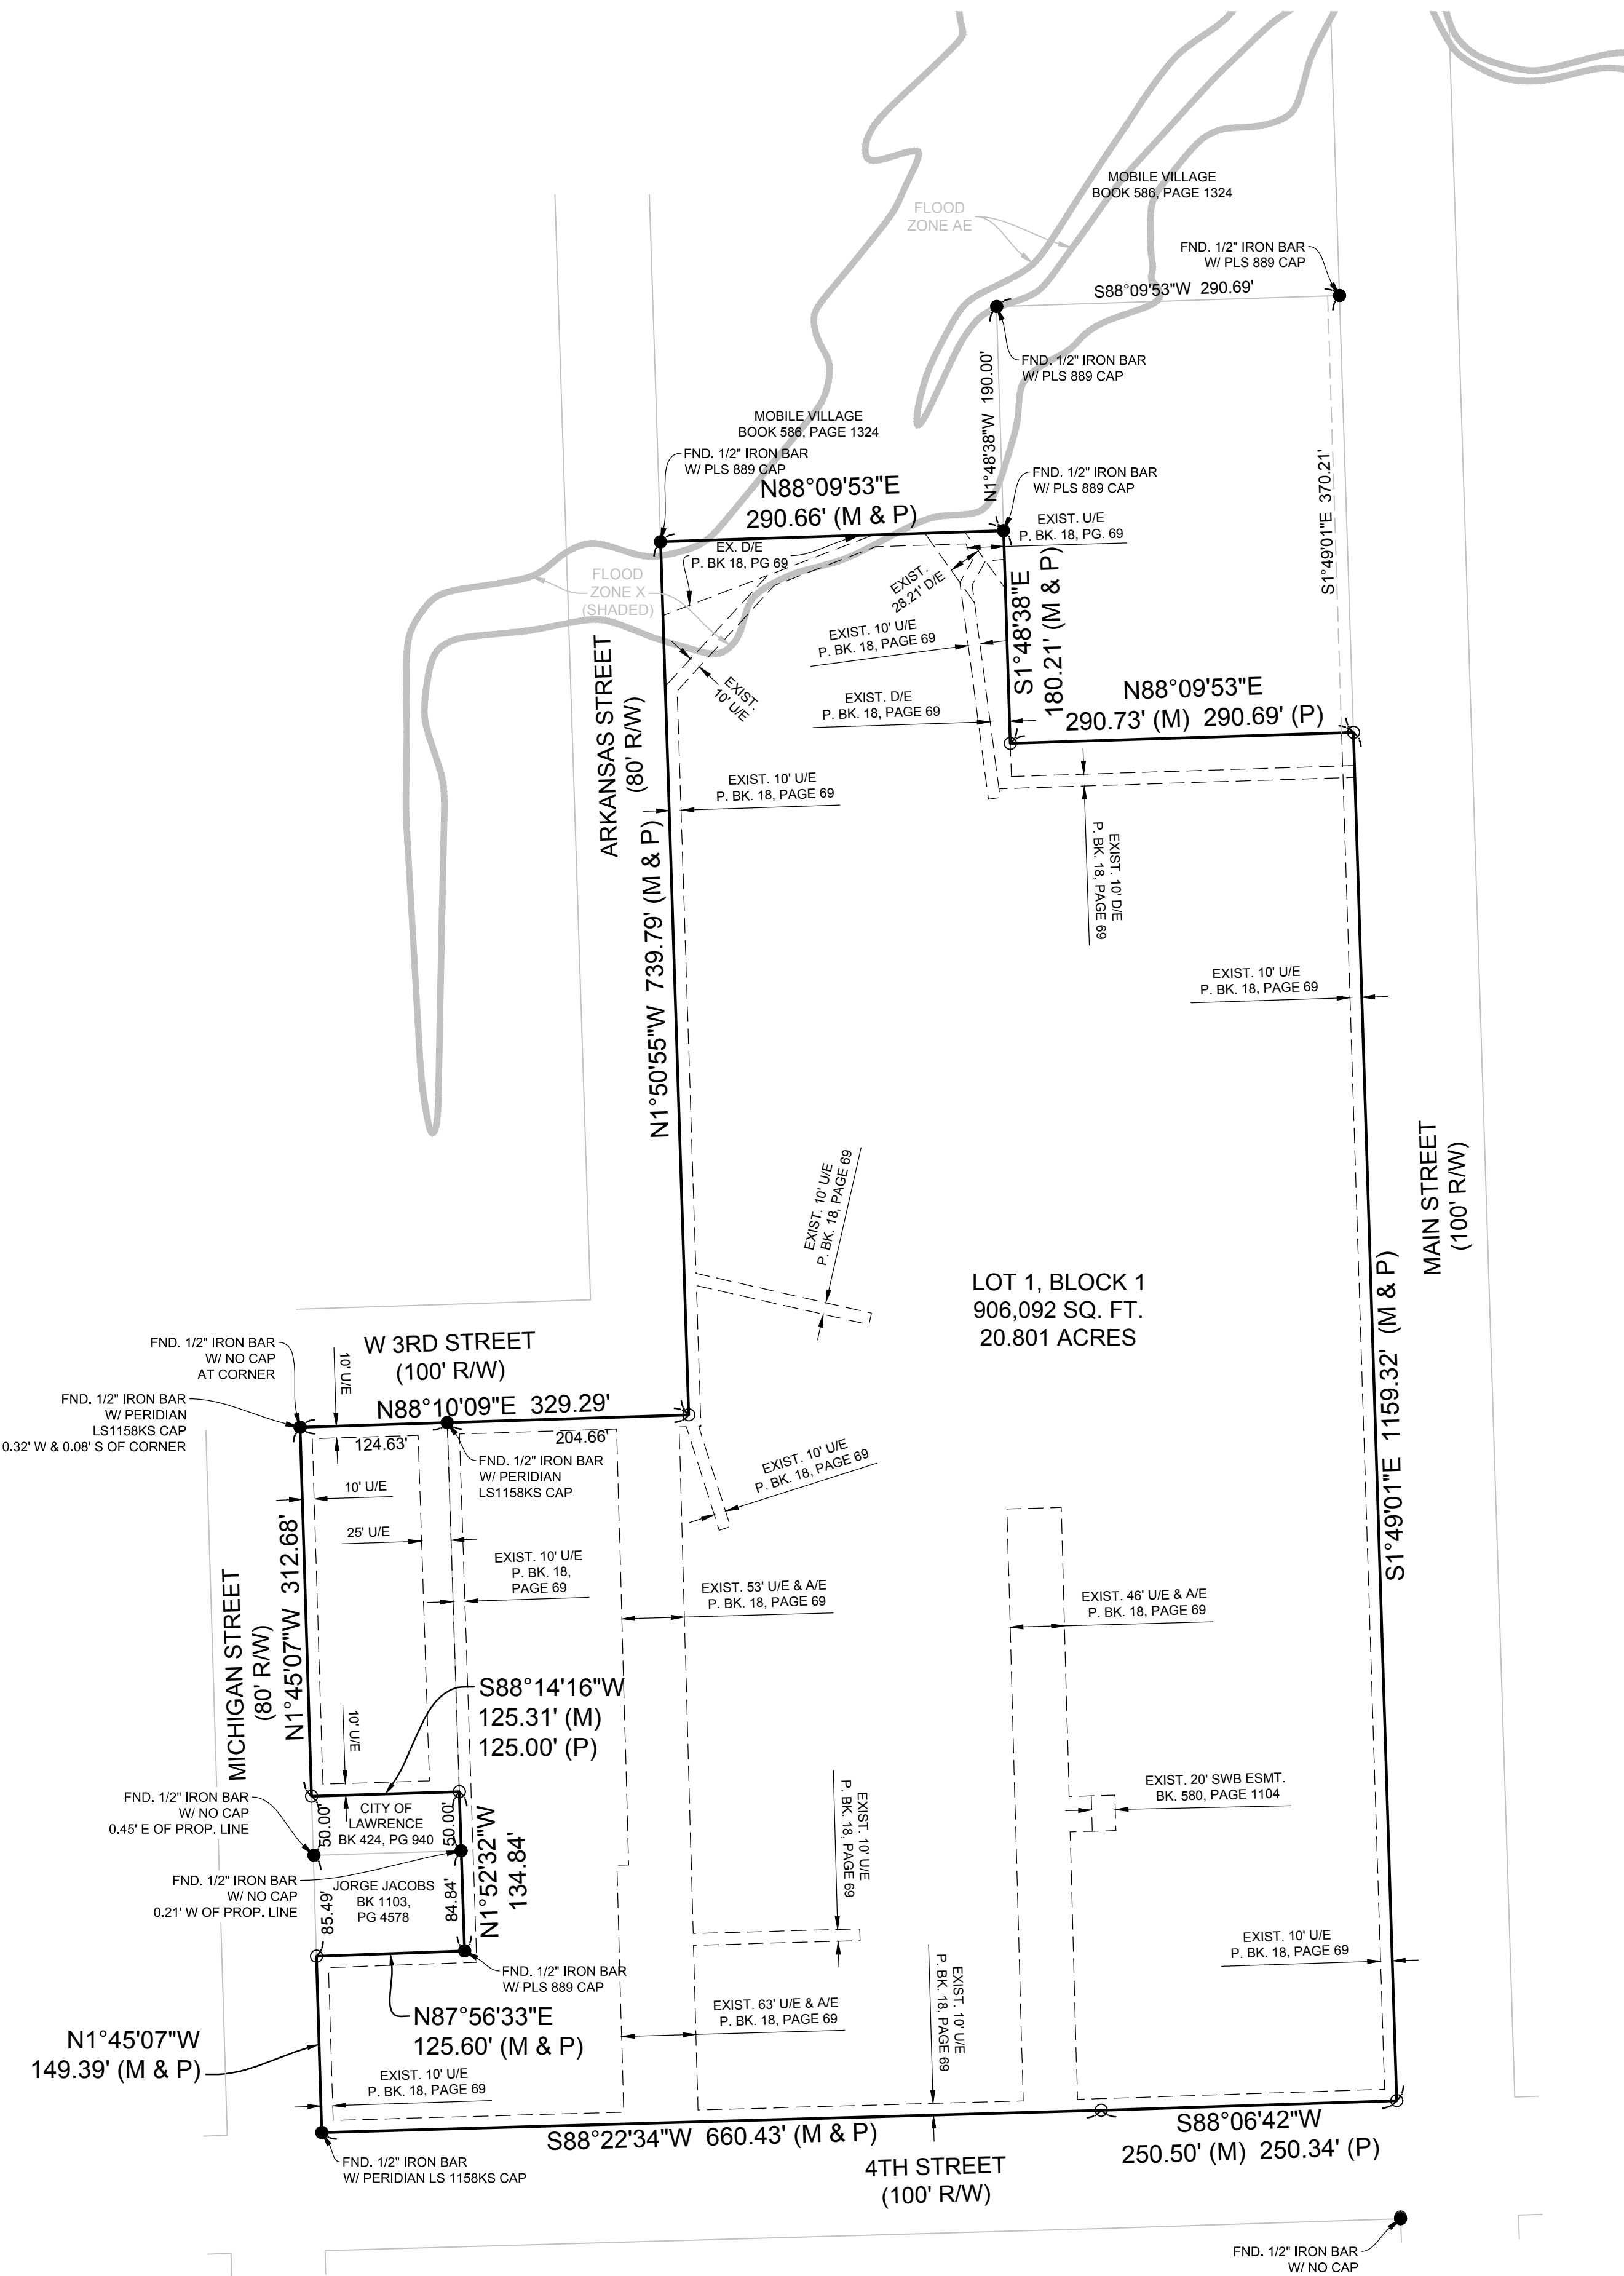 MOBILE VILLAGE
BOOK 586, PAGE 1324
FLOOD
ZONE AE
FND. 1/2" IRON BAR
W/ PLS 889 CAP
S88°09'53"W 290.69'
FND. 1/2" IRON BAR
W/ PLS 889 CAP
N1°48'38"W 190.00'
S1°49'01"E 370.21'
MOBILE VILLAGE
BOOK 586, PAGE 1324
FND. 1/2" IRON BAR
W/ PLS 889 CAP
FND. 1/2" IRON BAR
W/ PLS 889 CAP
N88°09'53"E
290.66' (M & P)
EXIST. U/E
P. BK. 18, PG. 69
EX. D/E
P. BK 18, PG 69
FLOOD
ZONE X
(SHADED)
EXIST.
28.21' D/E
EXIST. 10' U/E
P. BK. 18, PAGE 69
S1°48'38"E
180.21' (M & P)
EXIST.
10' U/E
EXIST. D/E
P. BK. 18, PAGE 69
N88°09'53"E
290.73' (M) 290.69' (P)
ARKANSAS STREET
(80' R/W)
EXIST. 10' U/E
P. BK. 18, PAGE 69
EXIST. 10' D/E
P. BK. 18, PAGE 69
N1°50'55"W 739.79' (M & P)
EXIST. 10' U/E
P. BK. 18, PAGE 69
EXIST. 10' U/E
P. BK. 18, PAGE 69
MAIN STREET
(100' R/W)
LOT 1, BLOCK 1
906,092 SQ. FT.
20.801 ACRES
S1°49'01"E 1159.32' (M & P)
FND. 1/2" IRON BAR
W/ NO CAP
AT CORNER
W 3RD STREET
(100' R/W)
10' U/E
FND. 1/2" IRON BAR
W/ PERIDIAN
LS1158KS CAP
0.32' W & 0.08' S OF CORNER
N88°10'09"E 329.29'
124.63'
204.66'
FND. 1/2" IRON BAR
W/ PERIDIAN
LS1158KS CAP
EXIST. 10' U/E
P. BK. 18, PAGE 69
10' U/E
25' U/E
EXIST. 10' U/E
P. BK. 18,
PAGE 69
EXIST. 53' U/E & A/E
P. BK. 18, PAGE 69
EXIST. 46' U/E & A/E
P. BK. 18, PAGE 69
MICHIGAN STREET
(80' R/W)
N1°45'07"W 312.68'
S88°14'16"W
125.31' (M)
125.00' (P)
10' U/E
FND. 1/2" IRON BAR
W/ NO CAP
0.45' E OF PROP. LINE
50.00'
CITY OF
LAWRENCE
BK 424, PG 940
50.00'
EXIST. 20' SWB ESMT.
BK. 580, PAGE 1104
EXIST. 10' U/E
P. BK. 18, PAGE 69
FND. 1/2" IRON BAR
W/ NO CAP
0.21' W OF PROP. LINE
85.49'
JORGE JACOBS
BK 1103,
PG 4578
84.84'
N1°52'32"W
134.84'
EXIST. 10' U/E
P. BK. 18, PAGE 69
FND. 1/2" IRON BAR
W/ PLS 889 CAP
EXIST. 10' U/E
P. BK. 18, PAGE 69
N87°56'33"E
125.60' (M & P)
EXIST. 63' U/E & A/E
P. BK. 18, PAGE 69
N1°45'07"W
149.39' (M & P)
EXIST. 10' U/E
P. BK. 18, PAGE 69
S88°22'34"W 660.43' (M & P)
S88°06'42"W
250.50' (M) 250.34' (P)
FND. 1/2" IRON BAR
W/ PERIDIAN LS 1158KS CAP
4TH STREET
(100' R/W)
FND. 1/2" IRON BAR
W/ NO CAP